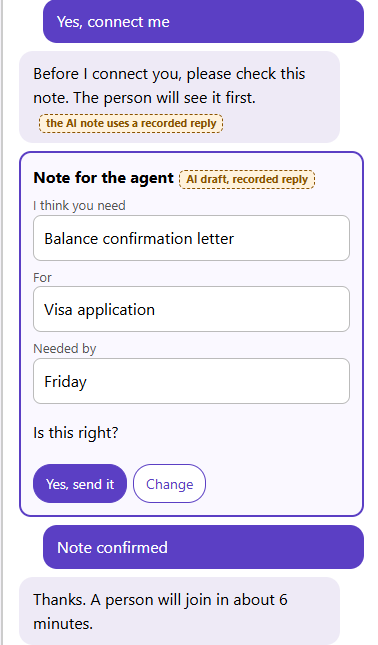 Yes, connect me
Before I connect you, please check this
note. The person will see it first.
the AI note uses a recorded reply
Note for the agent AI draft, recorded reply
I think you need
Balance confirmation letter
For
Visa application
Needed by
Friday
Is this right?
Yes, send it Change
Note confirmed
Thanks. A person will join in about 6
minutes.